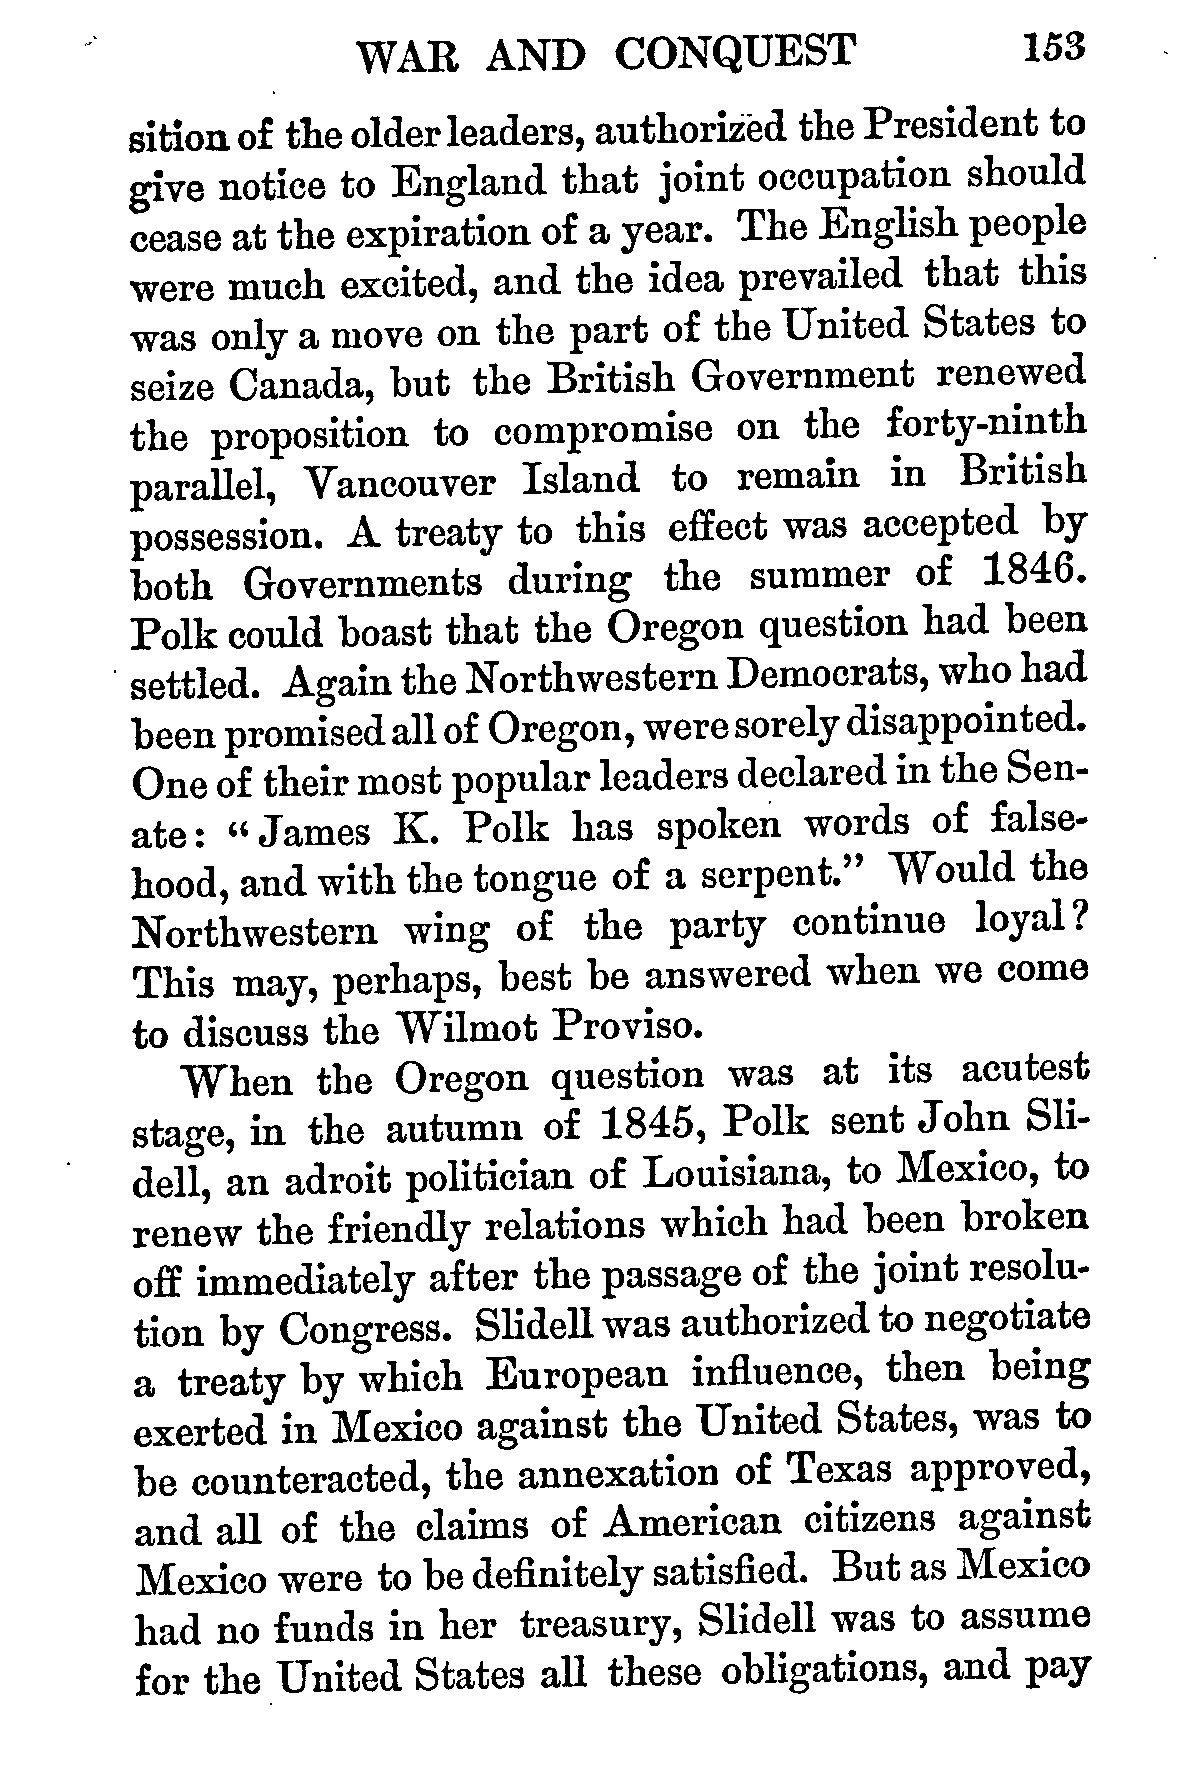 WAR AND CONQUEST 153
sition of the older leaders, authorized the President to
give notice to England that joint occupation should
cease at the expiration of a year. The English people
were much excited, and the idea prevailed that this
was only a move on the part of the United States to
seize Canada, but the British Government renewed
the proposition to compromise on the forty-ninth
parallel, Vancouver Island to remain in British
possession. A treaty to this effect was accepted by
both Governments during the summer of 1846.
Polk could boast that the Oregon question had been
settled. Again the Northwestern Democrats, who had
been promised all of Oregon, were sorely disappointed.
One of their most popular leaders declared in the Sen-
ate: “James K. Polk has spoken words of false-
hood, and with the tongue of a serpent.” Would the
Northwestern wing of the party continue loyal?
This may, perhaps, best be answered when we come
to discuss the Wilmot Proviso.
When the Oregon question was at its acutest
stage, in the autumn of 1845, Polk sent John Sli-
dell, an adroit politician of Louisiana, to Mexico, to
renew the friendly relations which had been broken
off immediately after the passage of the joint resolu-
tion by Congress. Slidell was authorized to negotiate
a treaty by which European influence, then being
exerted in Mexico against the United States, was to
be counteracted, the annexation of Texas approved,
and all of the claims of American citizens against
Mexico were to be definitely satisfied. But as Mexico
had no funds in her treasury, Slidell was to assume
for the United States all these obligations, and pay